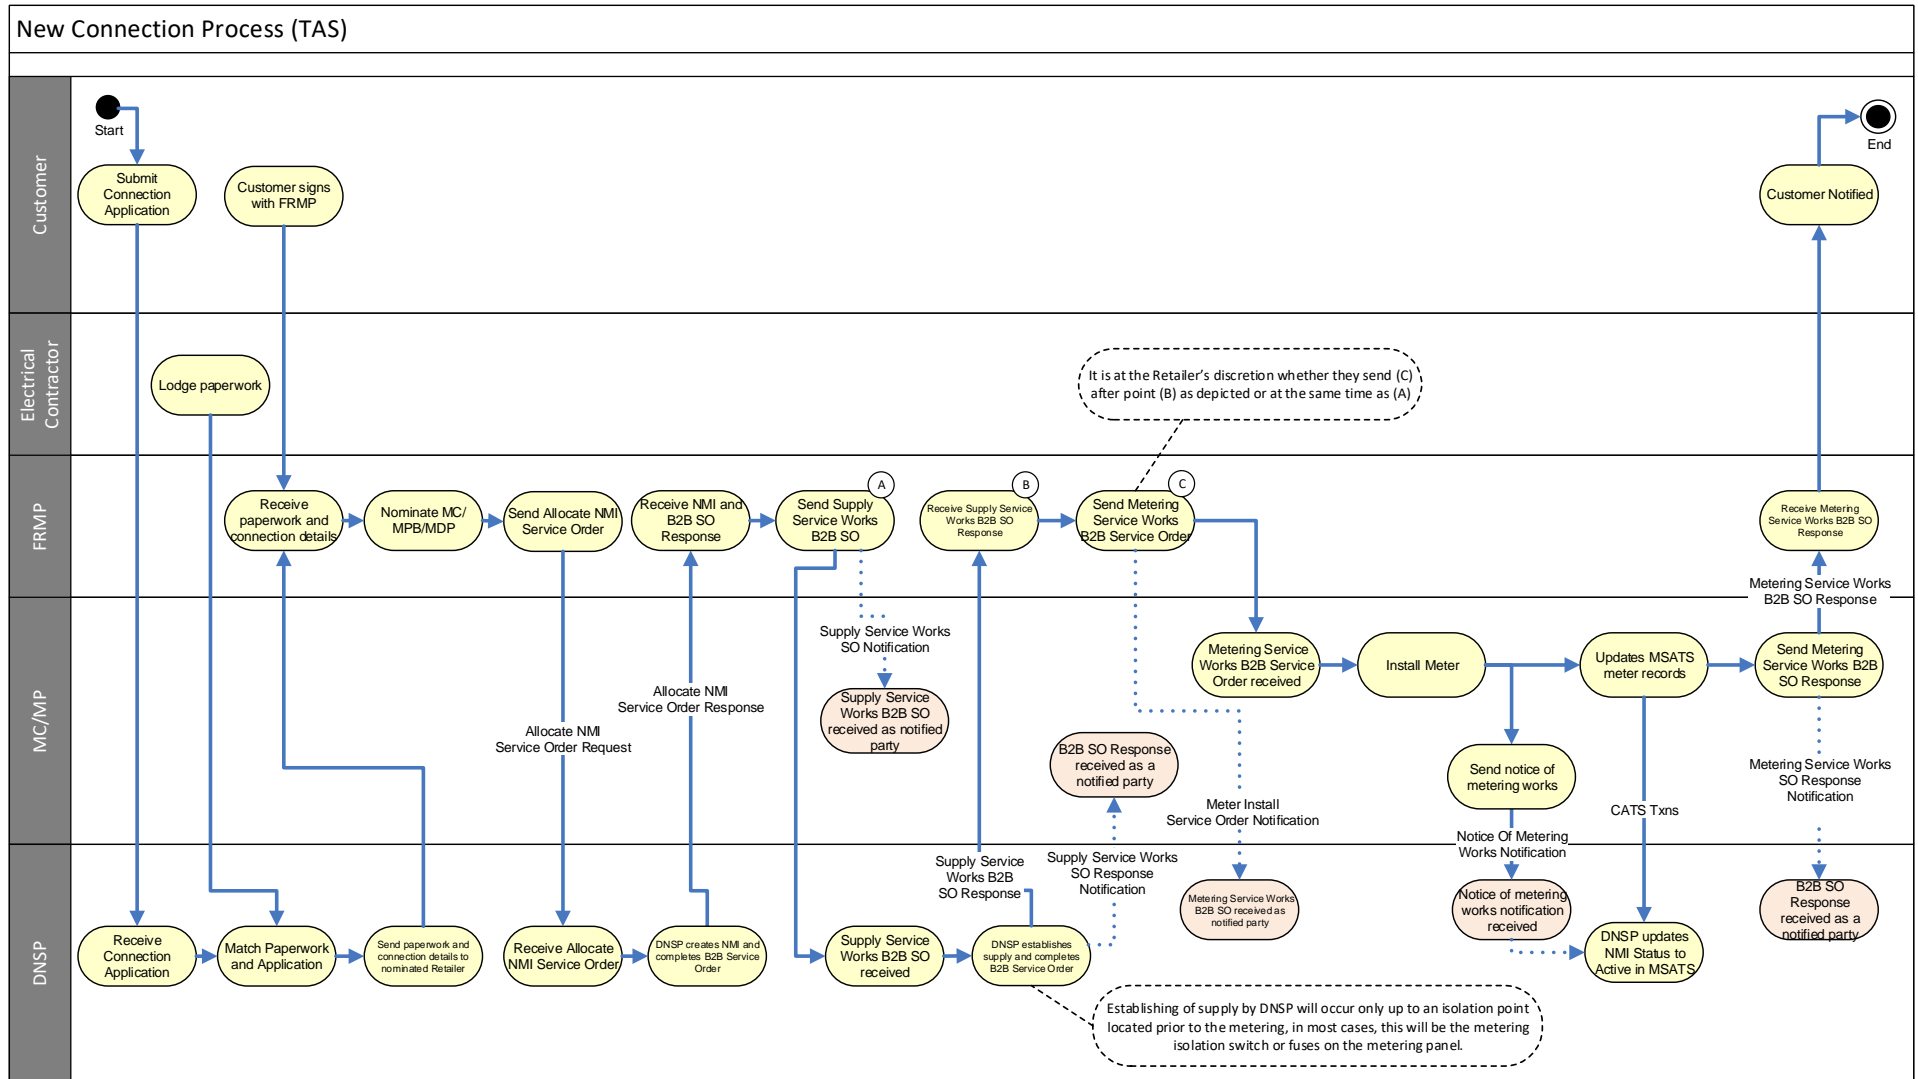 New Connection Process (TAS)
Customer
Start
Submit
Connection
Application
Customer signs
with FRMP
Customer Notified
End
Electrical
Contractor
Lodge paperwork
It is at the Retailer's discretion whether they send (C)
after point (B) as depicted or at the same time as (A)
FRMP
Receive
paperwork and
connection details
Nominate MC/
MPB/MDP
Send Allocate NMI
Service Order
Receive NMI and
B2B SO
Response
A
Send Supply
Service Works
B2B SO
B
Receive Supply Service
Works B2B SO
Response
C
Send Metering
Service Works
B2B Service Order
Receive Metering
Service Works B2B SO
Response
Metering Service Works
B2B SO Response
MC/MP
Supply Service Works
SO Notification
Supply Service
Works B2B SO
received as notified
party
Allocate NMI
Service Order Response
Allocate NMI
Service Order Request
Metering Service
Works B2B Service
Order received
Install Meter
Updates MSATS
meter records
Send Metering
Service Works B2B
SO Response
B2B SO Response
received as a
notified party
Meter Install
Service Order Notification
Send notice of
metering works
CATS Txns
Metering Service Works
SO Response
Notification
Notice Of Metering
Works Notification
DNSP
Supply Service
Works B2B
SO Response
Supply Service Works
SO Response
Notification
Metering Service Works
B2B SO received as
notified party
Notice of metering
works notification
received
B2B SO
Response
received as a
notified party
Receive
Connection
Application
Match Paperwork
and Application
Send paperwork and
connection details to
nominated Retailer
Receive Allocate
NMI Service Order
DNSP creates NMI and
completes B2B Service
Order
Supply Service
Works B2B SO
received
DNSP establishes
supply and completes
B2B Service Order
DNSP updates
NMI Status to
Active in MSATS
Establishing of supply by DNSP will occur only up to an isolation point
located prior to the metering, in most cases, this will be the metering
isolation switch or fuses on the metering panel.